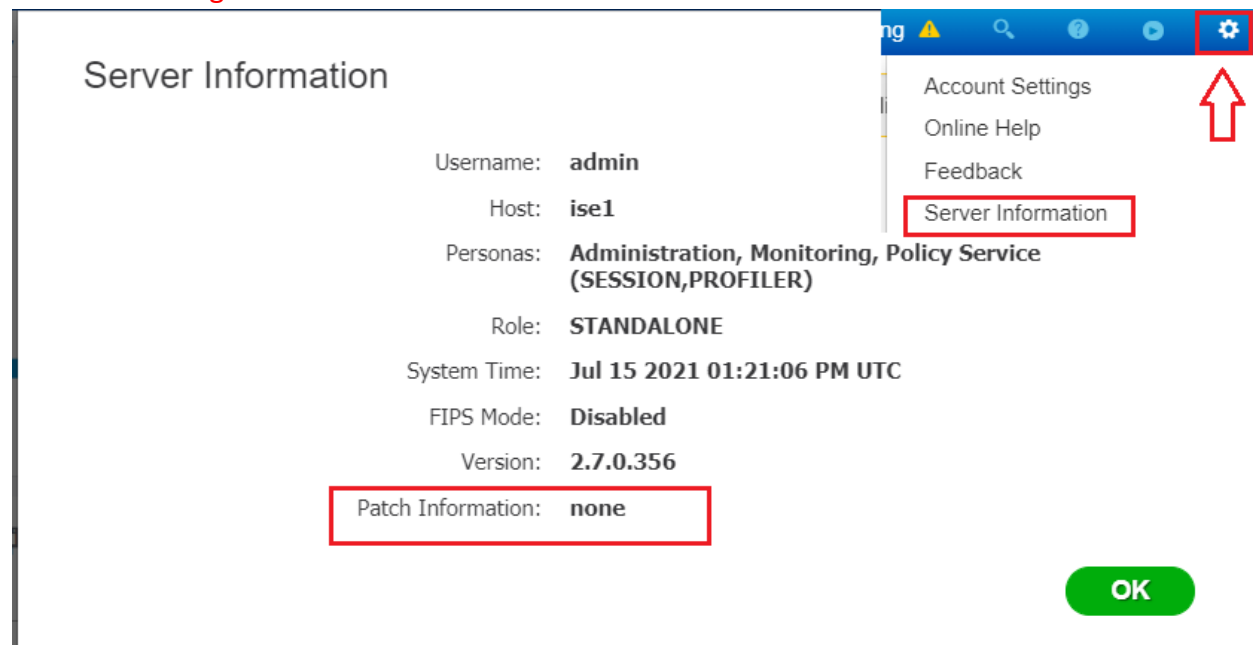 Server Information
Username: admin
Host: ise1
Personas: Administration, Monitoring, Policy Service
(SESSION,PROFILER)
Role: STANDALONE
System Time: Jul 15 2021 01:21:06 PM UTC
FIPS Mode: Disabled
Version: 2.7.0.356
Patch Information: none
OK
ng
Account Settings
Online Help
Feedback
Server Information